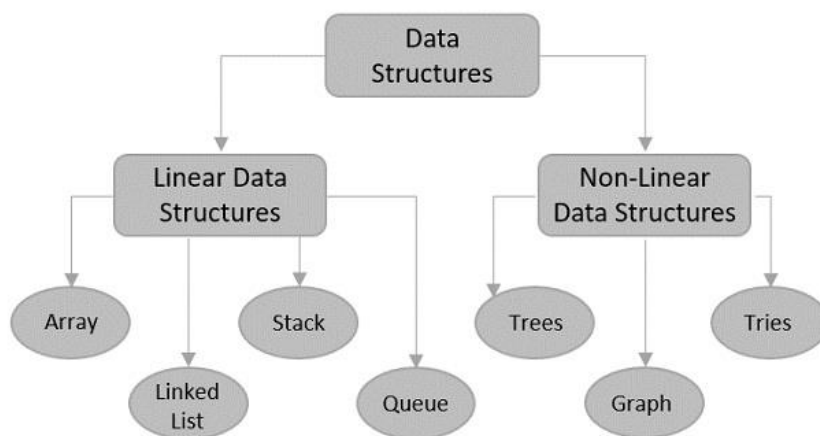 Data
Structures
Linear Data
Structures
Non-Linear
Data Structures
Array
Stack
Trees
Tries
Linked
List
Queue
Graph